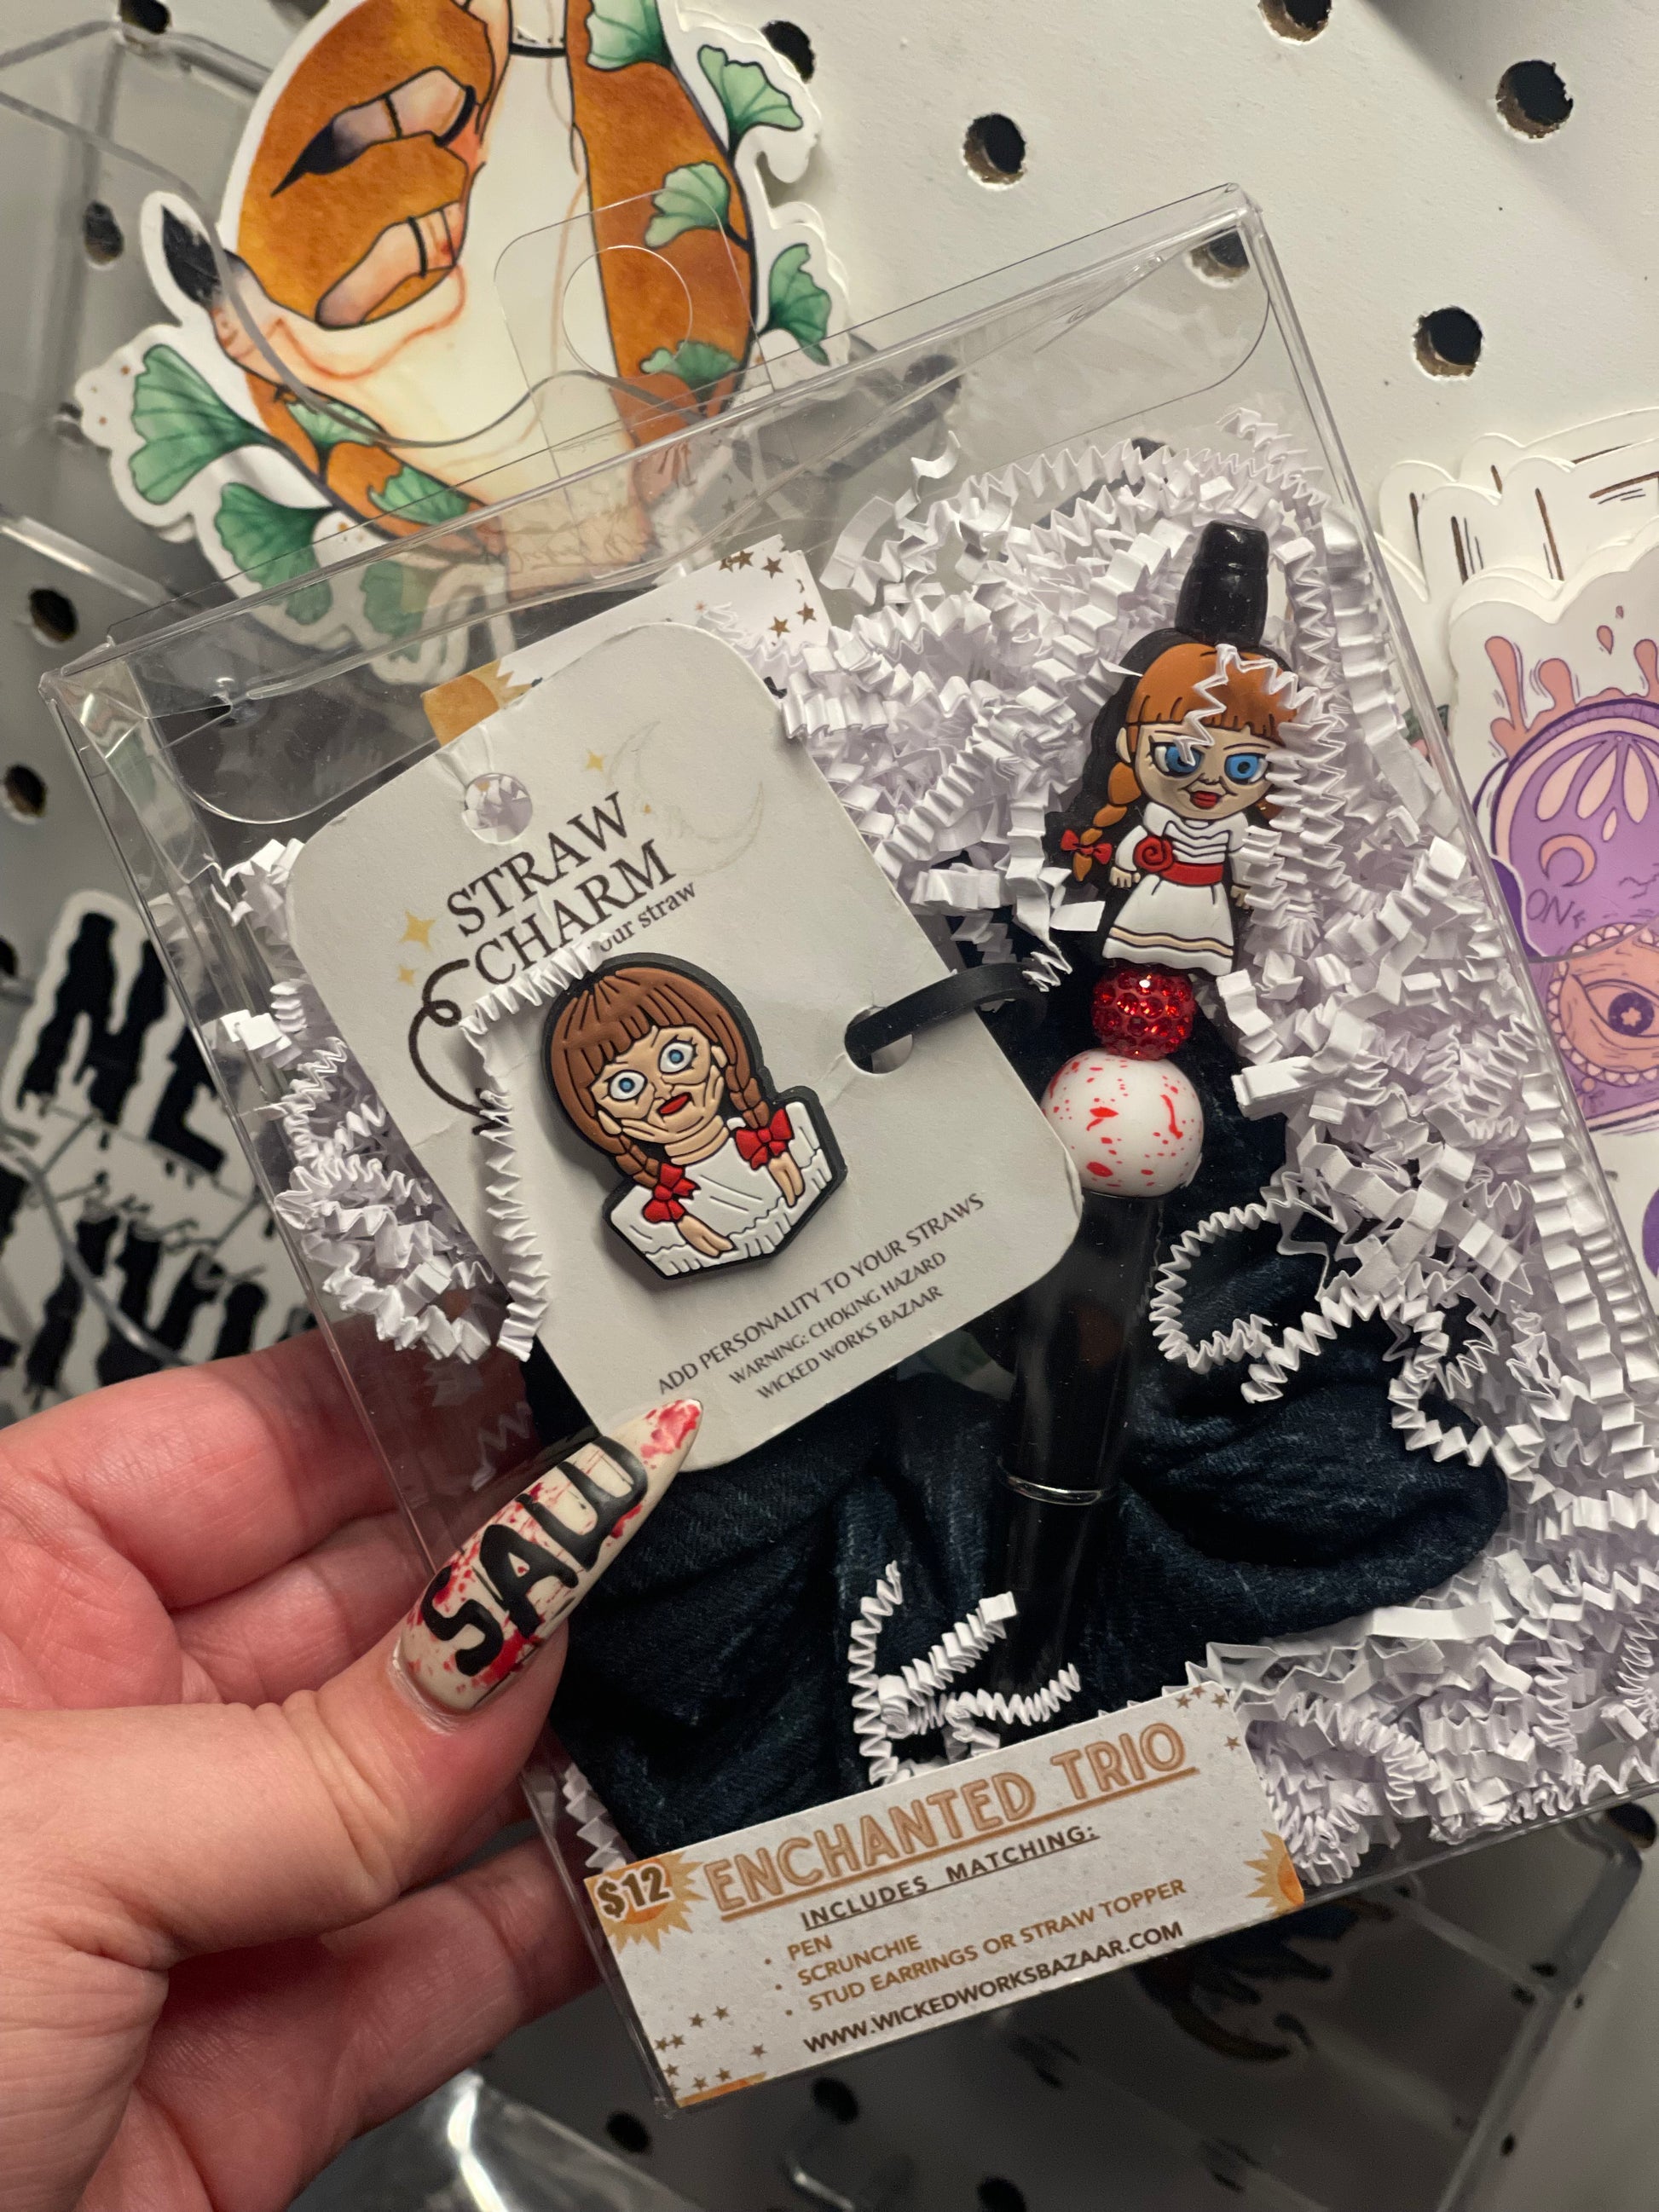 STRAW
CHARM
our straw
ADD PERSONALITY TO YOUR STRAWS
WARNING: CHOKING HAZARD
WICKED WORKS BAZAAR
SAW
$12
ENCHANTED TRIO
INCLUDES MATCHING:
• PEN
• SCRUNCHIE
• STUD EARRINGS OR STRAW TOPPER
WWW.WICKEDWORKSBAZAAR.COM